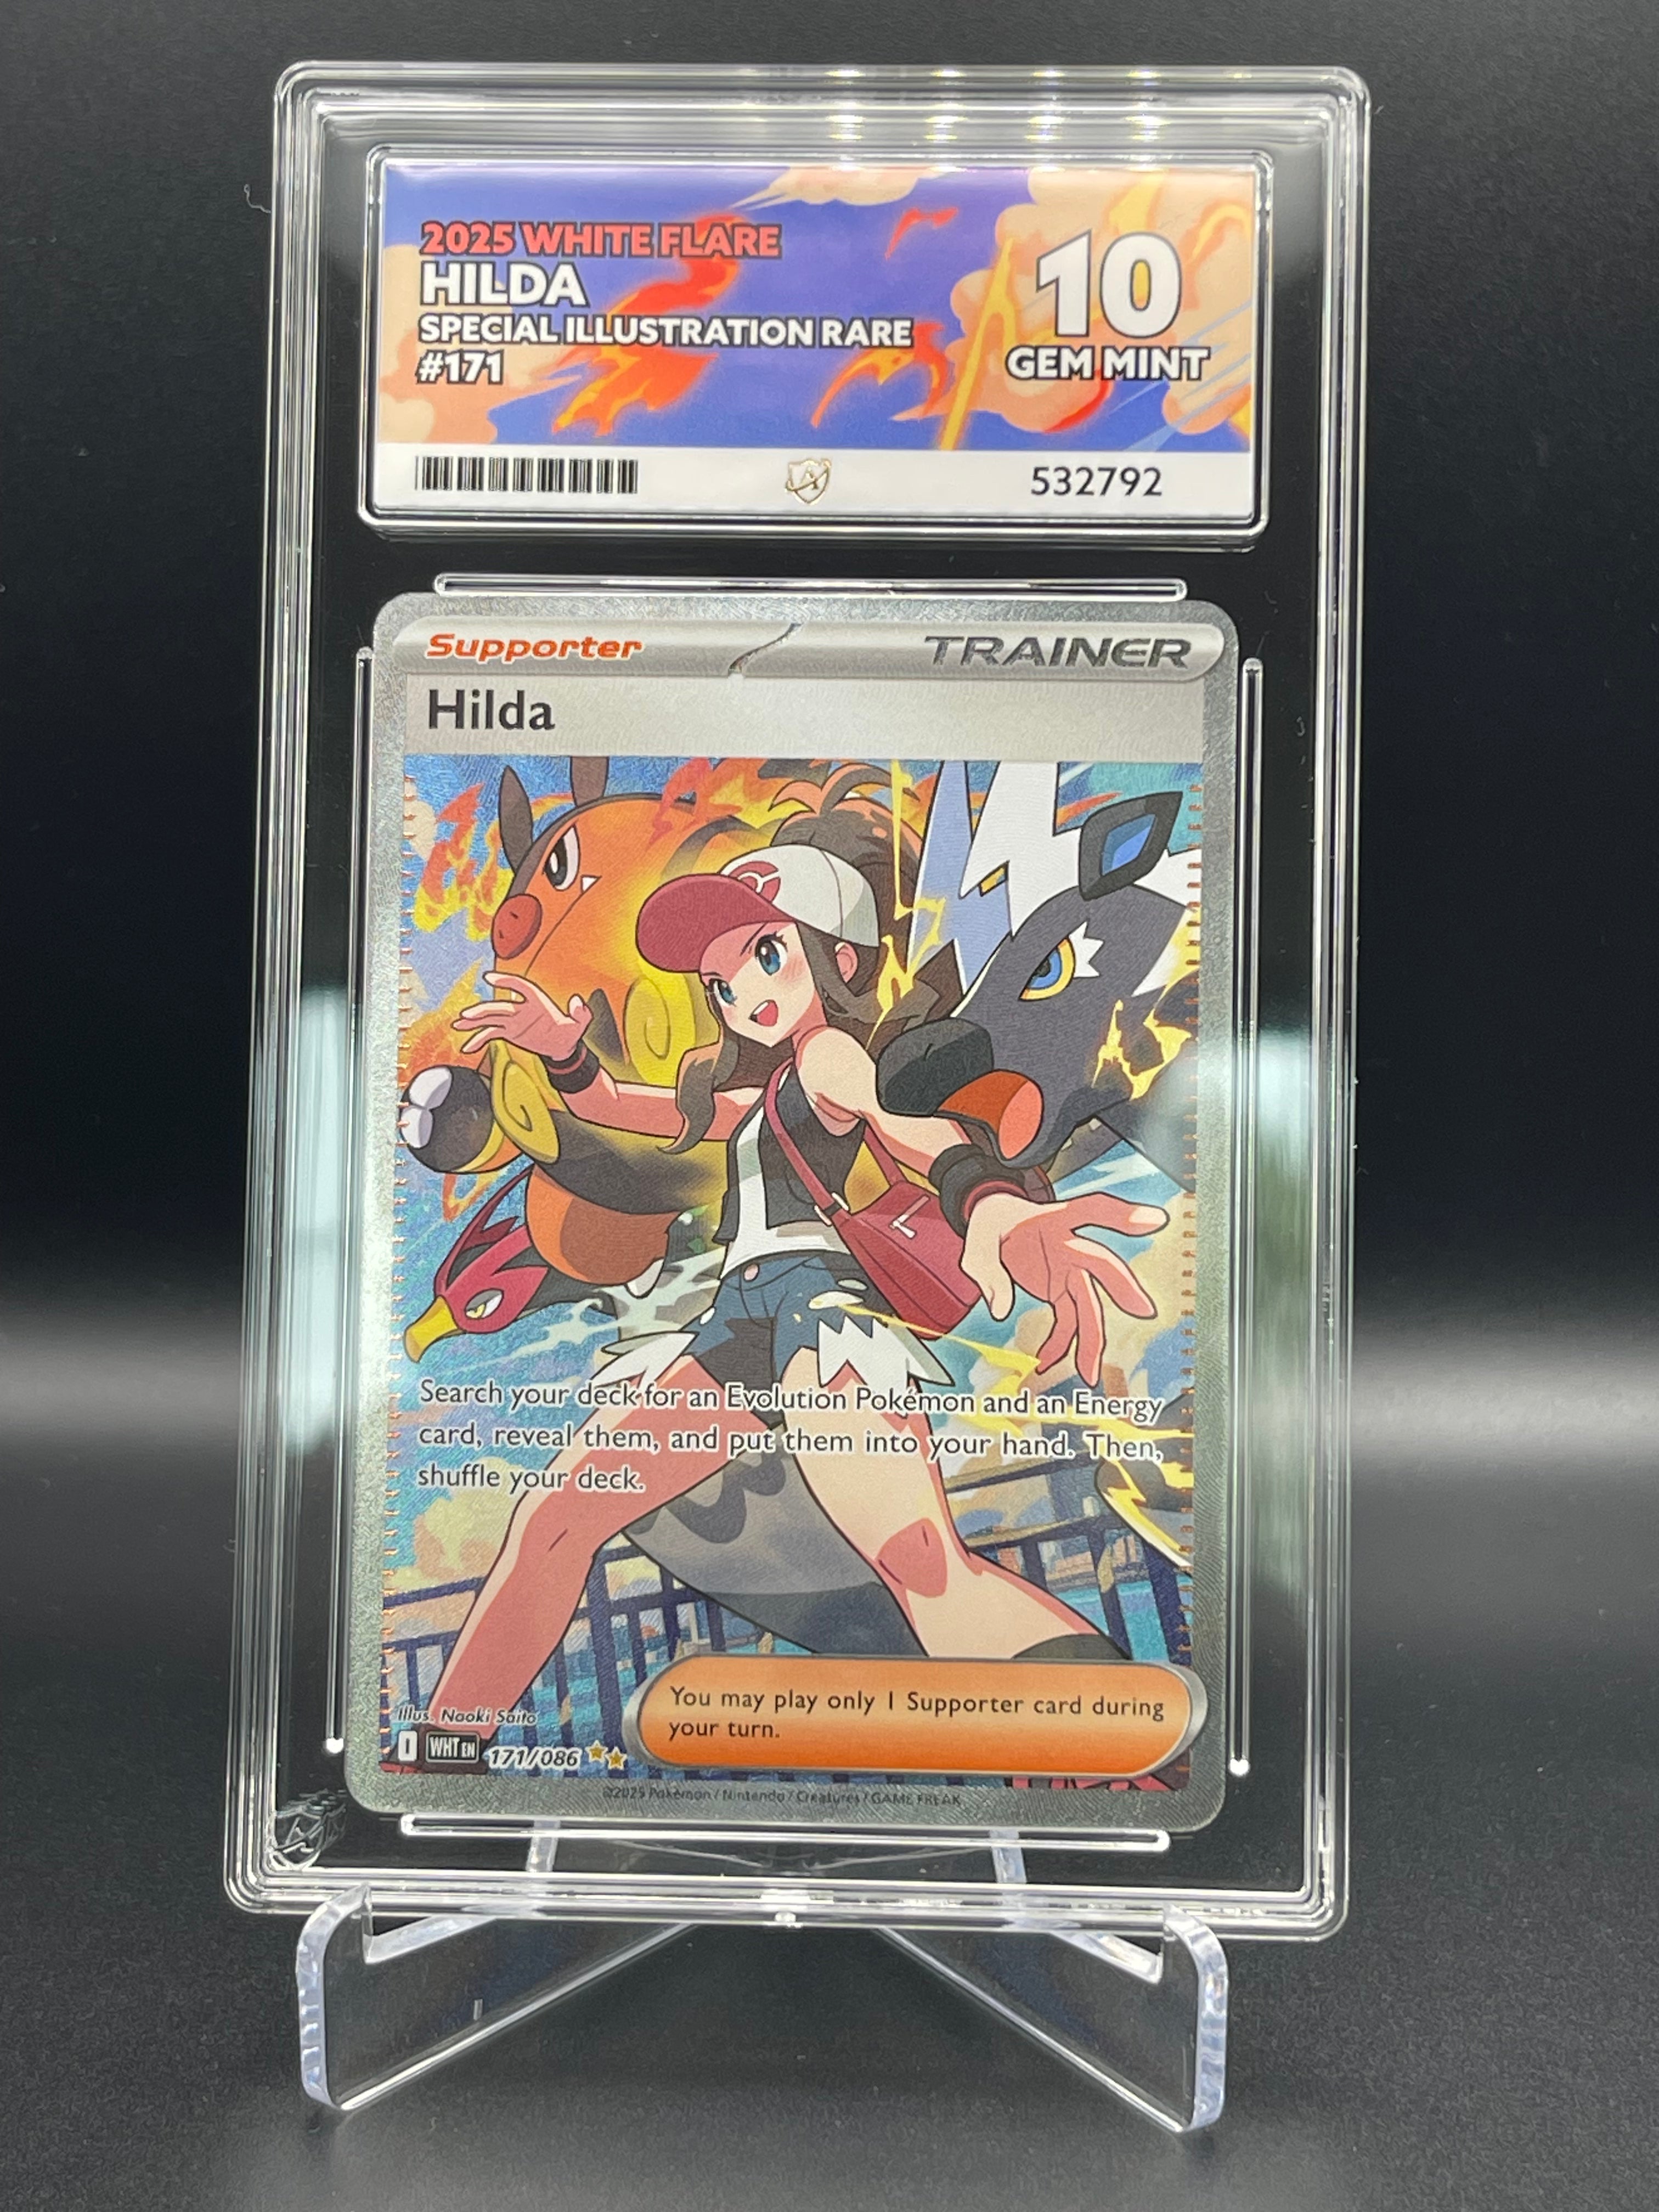 2025 WHITE FLARE
HILDA
SPECIAL ILLUSTRATION RARE
#171
10
GEM MINT
532792
Supporter
TRAINER
Hilda
Search your deck for an Evolution Pokémon and an Energy
card, reveal them, and put them into your hand. Then,
shuffle your deck.
You may play only 1 Supporter card during
your turn.
Illus. Naoki Saito
I WHT EN 171/086
©2025 Pokémon / Nintendo / Creatures / GAME FREAK